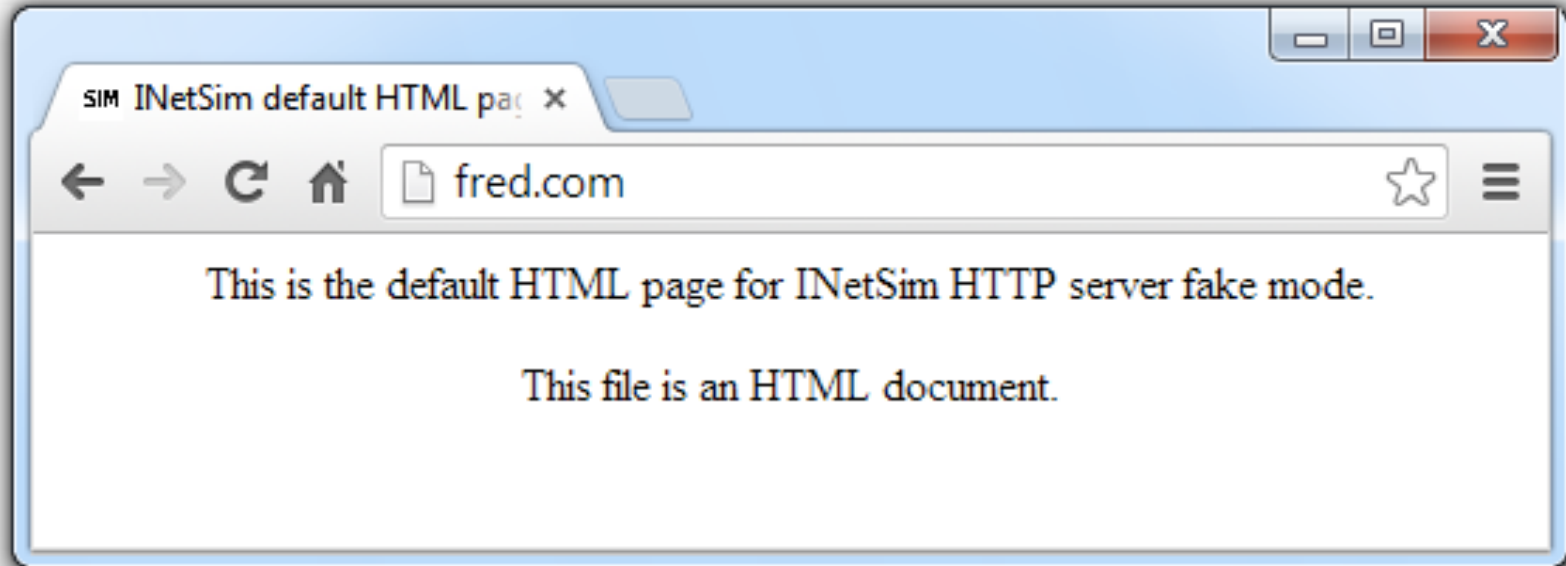 SIM INetSim default HTML pag
fred.com
This is the default HTML page for INetSim HTTP server fake mode.
This file is an HTML document.